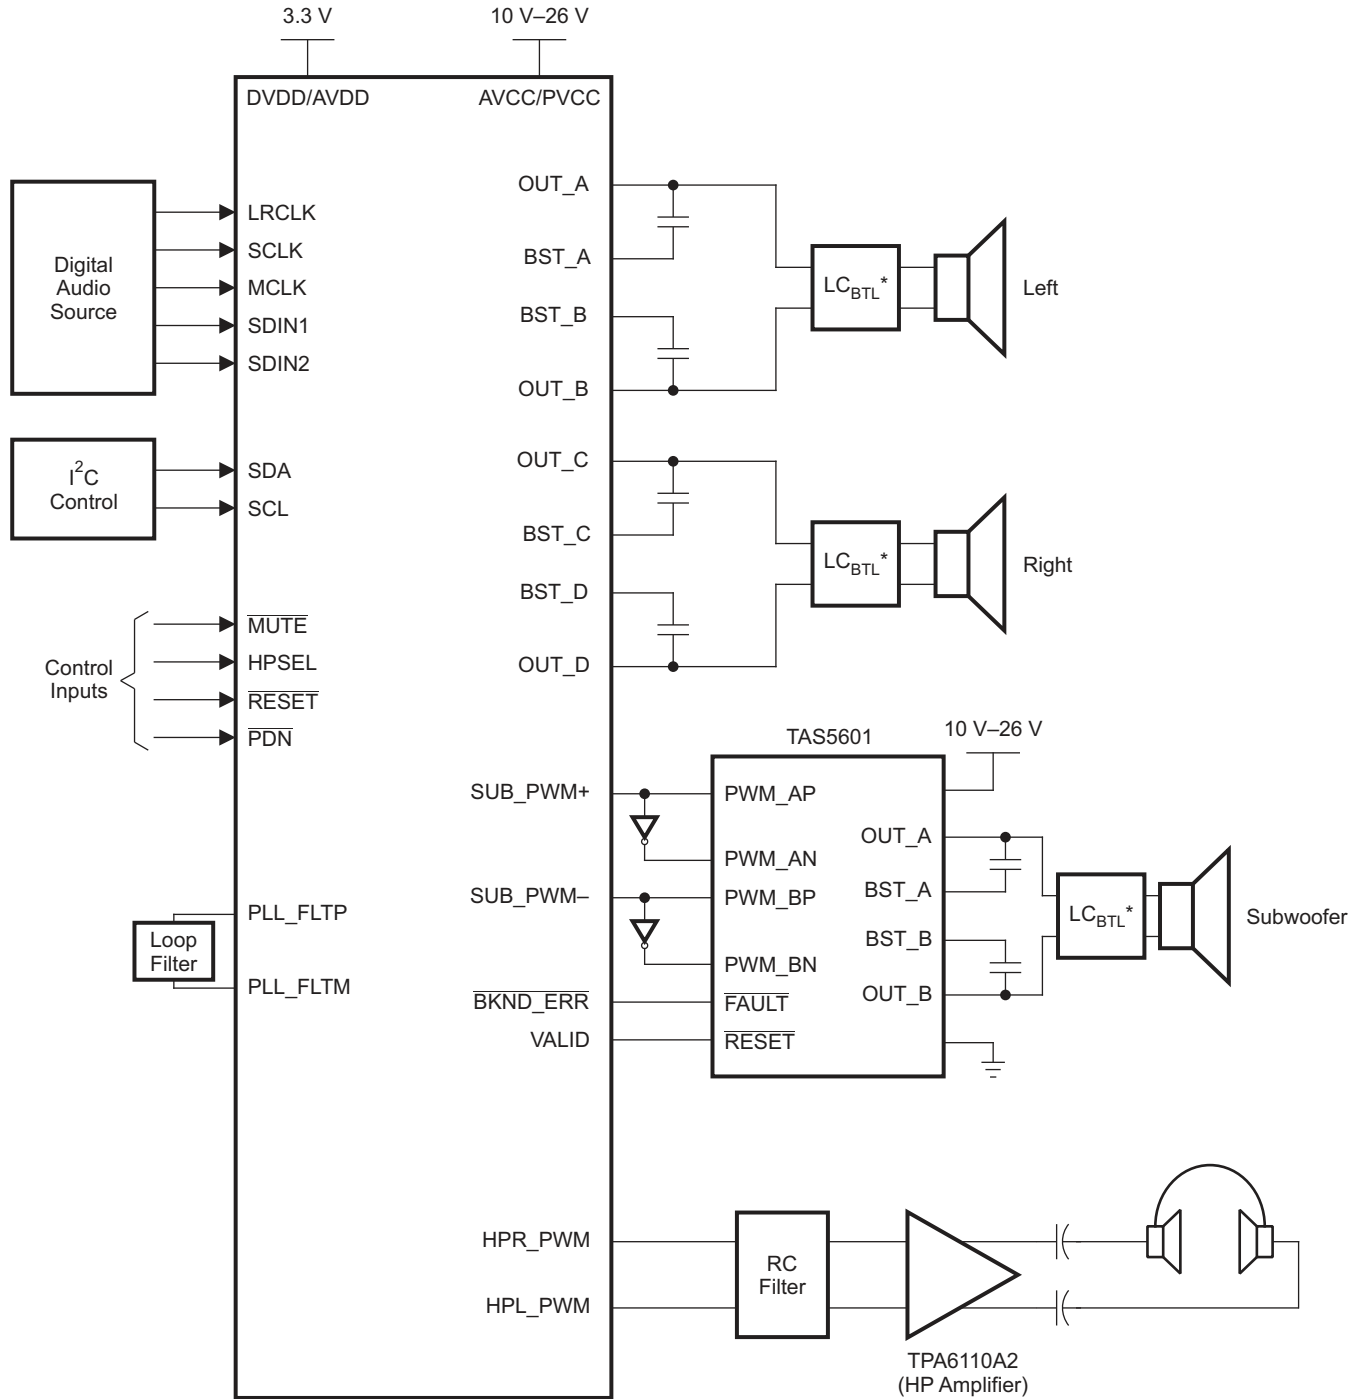 3.3 V
10 V–26 V
DVDD/AVDD
AVCC/PVCC
Digital
Audio
Source
LRCLK
SCLK
MCLK
SDIN1
SDIN2
OUT_A
BST_A
BST_B
OUT_B
LC_BTL*
Left
I²C
Control
SDA
SCL
OUT_C
BST_C
BST_D
OUT_D
LC_BTL*
Right
Control
Inputs
MUTE
HPSEL
RESET
PDN
TAS5601
10 V–26 V
SUB_PWM+
SUB_PWM–
BKND_ERR
VALID
PWM_AP
PWM_AN
PWM_BP
PWM_BN
FAULT
RESET
OUT_A
BST_A
BST_B
OUT_B
LC_BTL*
Subwoofer
Loop
Filter
PLL_FLTP
PLL_FLTM
HPR_PWM
HPL_PWM
RC
Filter
TPA6110A2
(HP Amplifier)